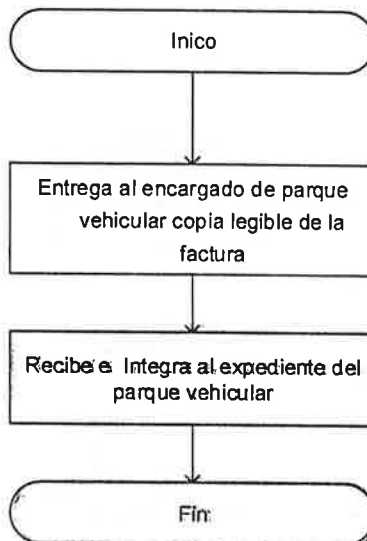 Inico
Entrega al encargado de parque
vehicular copia legible de la
factura
Recibe e Integra al expediente del
parque vehicular
Fin